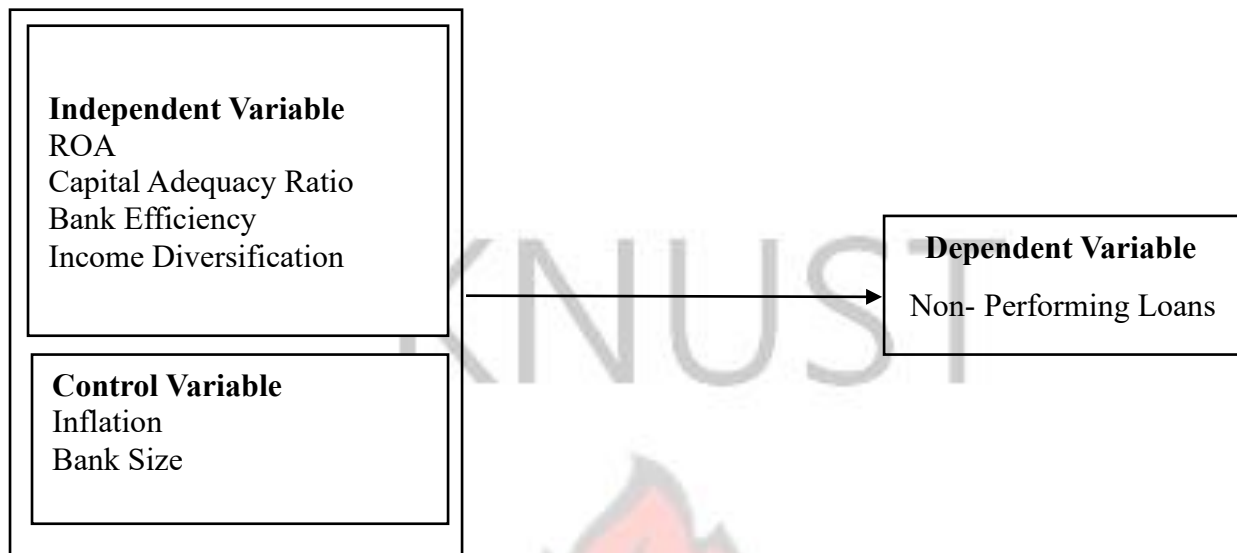 Independent Variable
ROA
Capital Adequacy Ratio
Bank Efficiency
Income Diversification
Control Variable
Inflation
Bank Size
Dependent Variable
Non- Performing Loans
KNUST